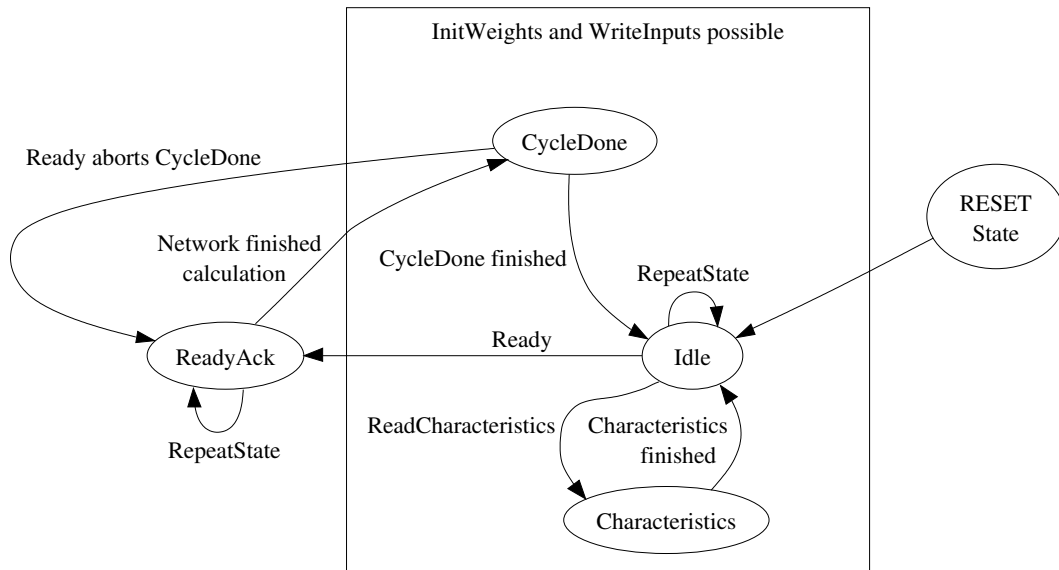 InitWeights and WriteInputs possible
CycleDone
Ready aborts CycleDone
RESET
State
Network finished
calculation
CycleDone finished
RepeatState
Ready
ReadyAck
Idle
ReadCharacteristics
Characteristics
finished
RepeatState
Characteristics